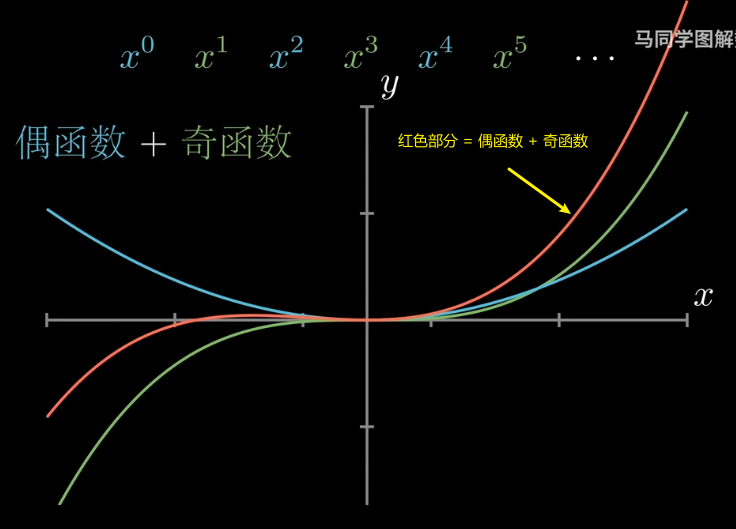 x⁰ x¹ x² x³ x⁴ x⁵ ···
马同学图解数
y
偶函数 + 奇函数
红色部分 = 偶函数 + 奇函数
x